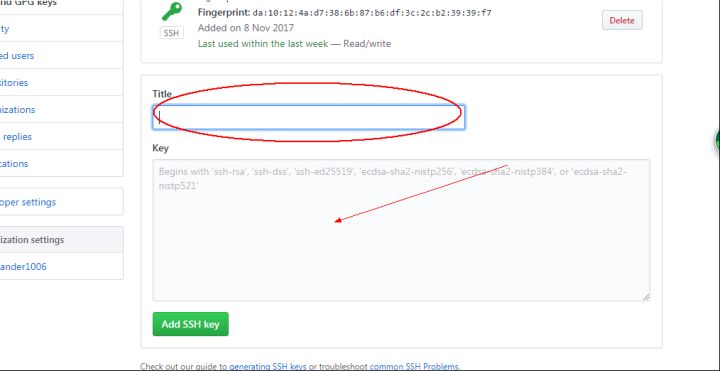 nd GPG keys
Fingerprint: da:10:12:4a:d7:38:6b:87:b6:df:3c:2c:b2:39:39:f7
SSH
Added on 8 Nov 2017
Last used within the last week — Read/write
Delete
ty
ed users
sitories
nizations
replies
cations
oper settings
ization settings
ander1006
Title
Key
Begins with 'ssh-rsa', 'ssh-dss', 'ssh-ed25519', 'ecdsa-sha2-nistp256', 'ecdsa-sha2-nistp384', or 'ecdsa-sha2-
nistp521'
Add SSH key
Check out our guide to generating SSH keys or troubleshoot common SSH Problems.